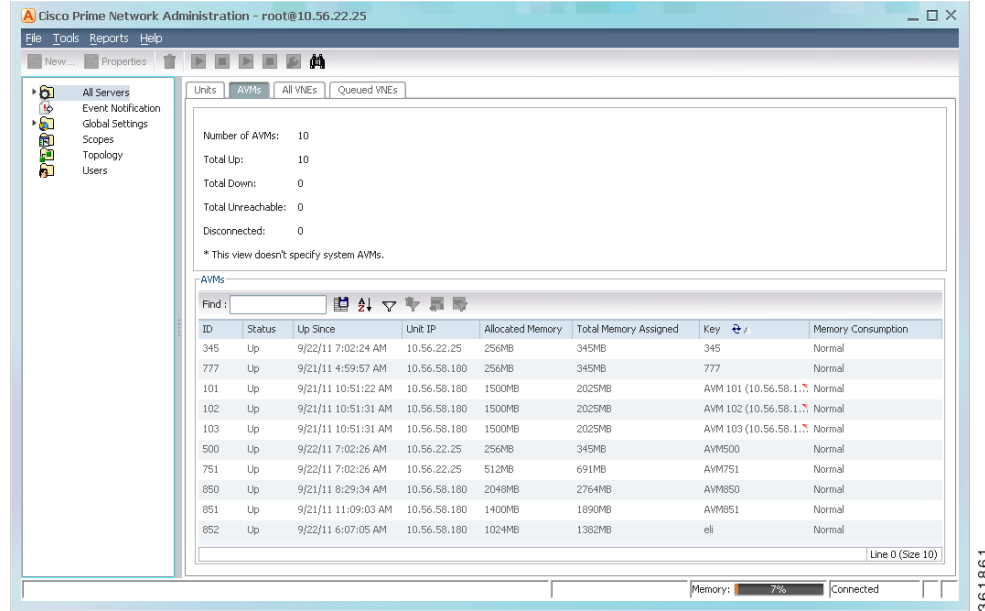 Cisco Prime Network Administration - root@10.56.22.25
File Tools Reports Help
New... Properties
All Servers
Event Notification
Global Settings
Scopes
Topology
Users
Units AVMs All VNEs Queued VNEs
Number of AVMs: 10
Total Up: 10
Total Down: 0
Total Unreachable: 0
Disconnected: 0
* This view doesn't specify system AVMs.
AVMs
Find :
ID Status Up Since Unit IP Allocated Memory Total Memory Assigned Key Memory Consumption
345 Up 9/22/11 7:02:24 AM 10.56.22.25 256MB 345MB 345 Normal
777 Up 9/21/11 4:59:57 AM 10.56.58.180 256MB 345MB 777 Normal
101 Up 9/21/11 10:51:22 AM 10.56.58.180 1500MB 2025MB AVM 101 (10.56.58.1... Normal
102 Up 9/21/11 10:51:31 AM 10.56.58.180 1500MB 2025MB AVM 102 (10.56.58.1... Normal
103 Up 9/21/11 10:51:31 AM 10.56.58.180 1500MB 2025MB AVM 103 (10.56.58.1... Normal
500 Up 9/22/11 7:02:26 AM 10.56.22.25 256MB 345MB AVM500 Normal
751 Up 9/22/11 7:02:26 AM 10.56.22.25 512MB 691MB AVM751 Normal
850 Up 9/21/11 8:29:34 AM 10.56.58.180 2048MB 2764MB AVM850 Normal
851 Up 9/21/11 11:09:03 AM 10.56.58.180 1400MB 1890MB AVM851 Normal
852 Up 9/22/11 6:07:05 AM 10.56.58.180 1024MB 1382MB eli Normal
Line 0 (Size 10)
Memory: 7% Connected
361861